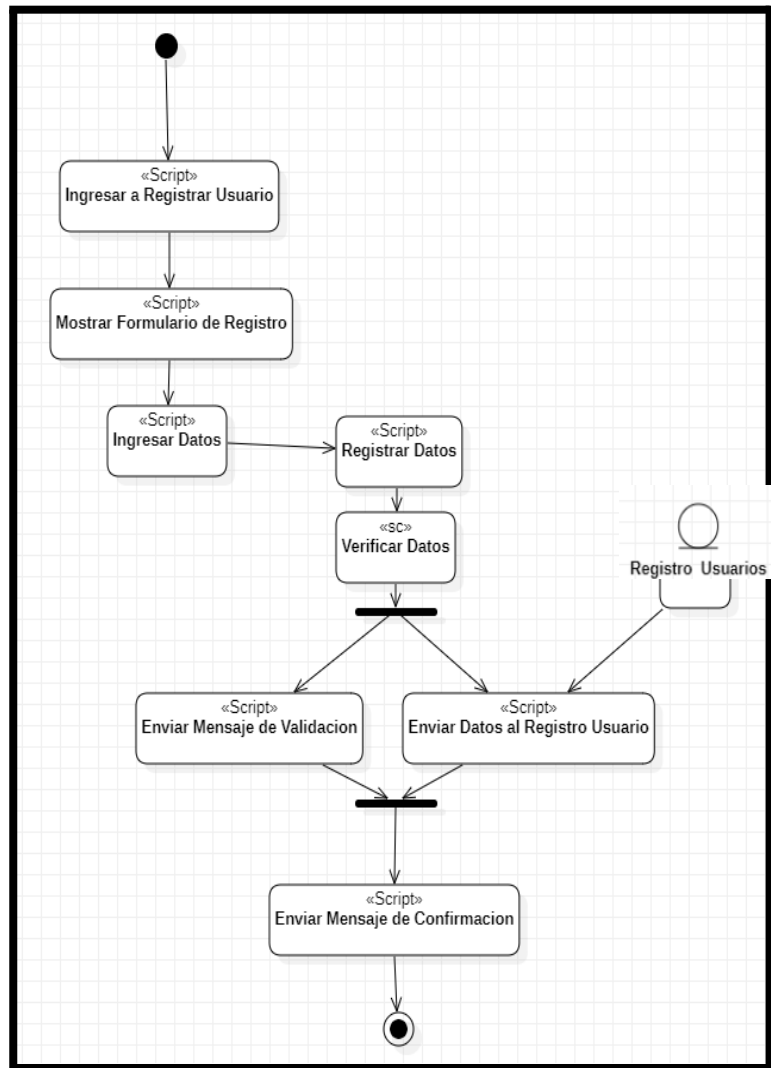 «Script»
Ingresar a Registrar Usuario
«Script»
Mostrar Formulario de Registro
«Script»
Ingresar Datos
«Script»
Registrar Datos
«sc»
Verificar Datos
Registro Usuarios
«Script»
Enviar Mensaje de Validacion
«Script»
Enviar Datos al Registro Usuario
«Script»
Enviar Mensaje de Confirmacion